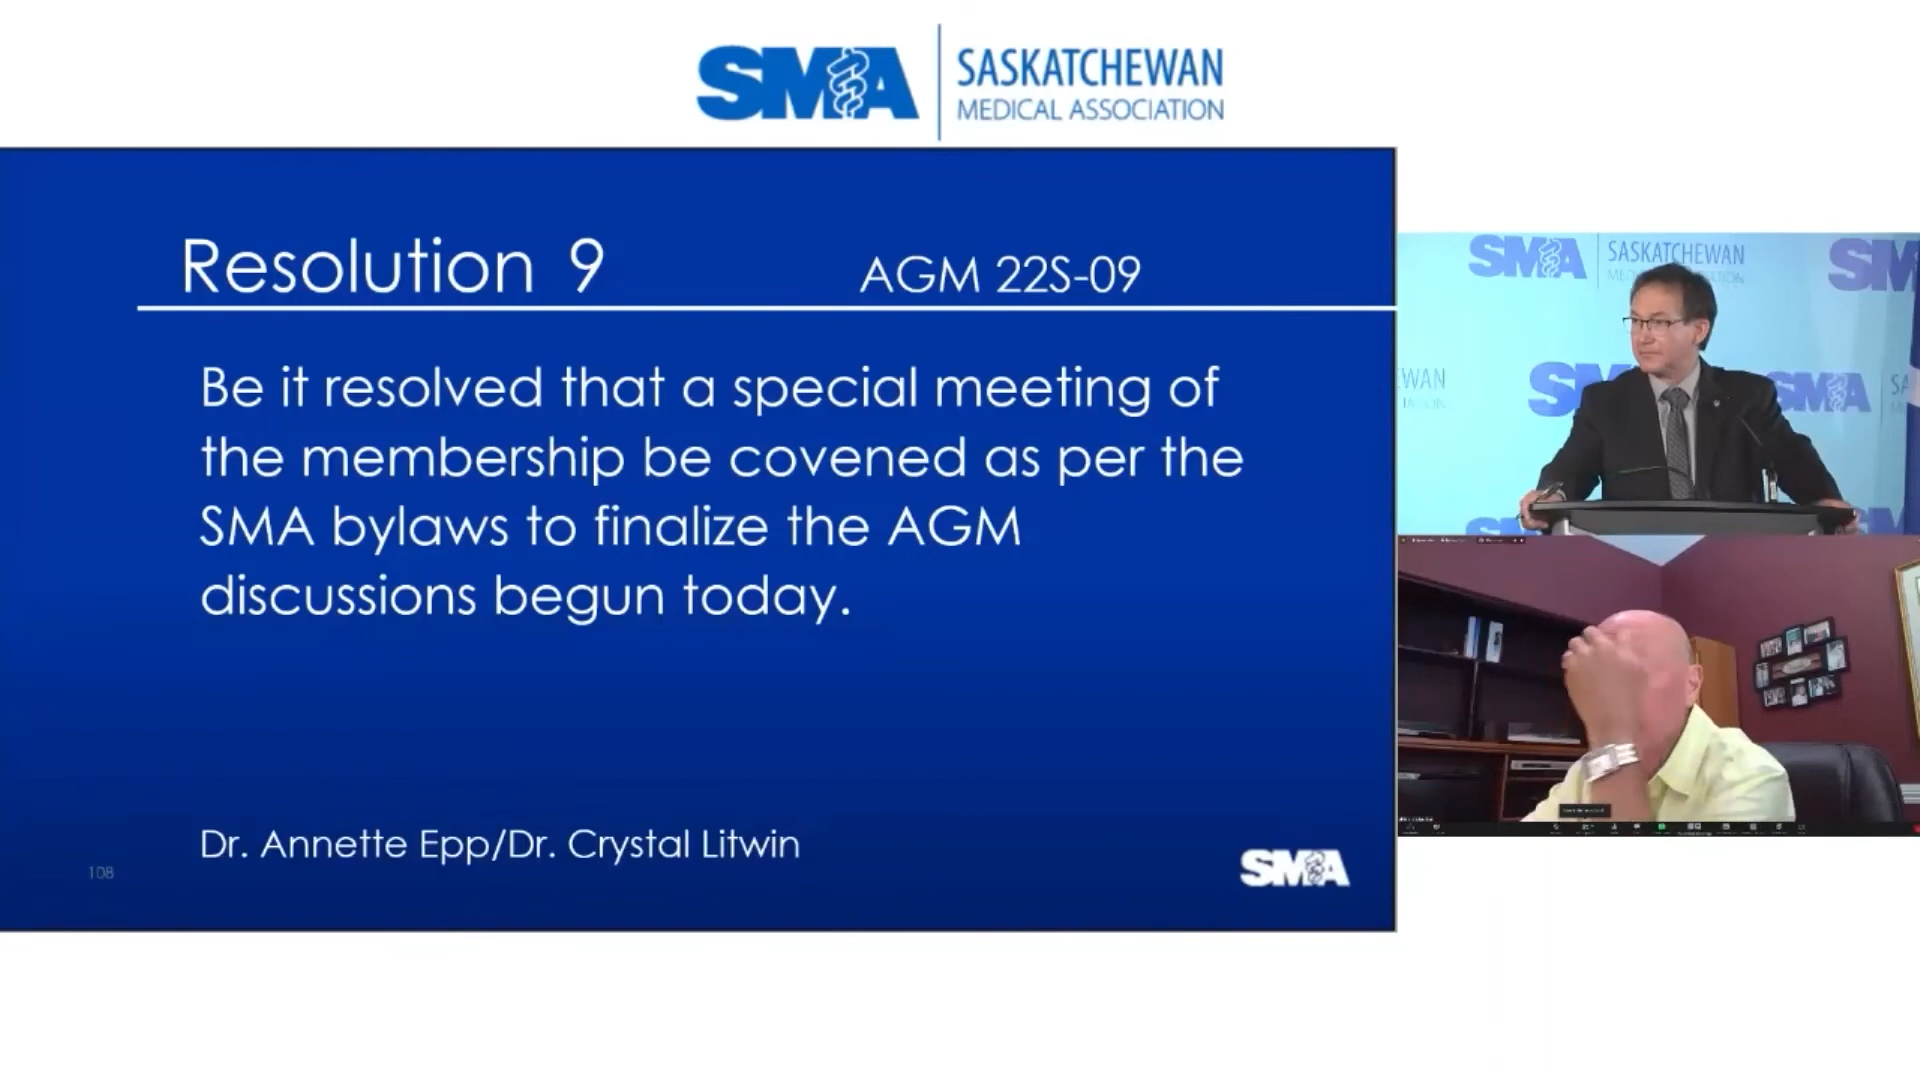 SMA
SASKATCHEWAN
MEDICAL ASSOCIATION
Resolution 9
AGM 22S-09
Be it resolved that a special meeting of
the membership be covened as per the
SMA bylaws to finalize the AGM
discussions begun today.
Dr. Annette Epp/Dr. Crystal Litwin
108
SMA
SMA
SASKATCHEWAN
SMA